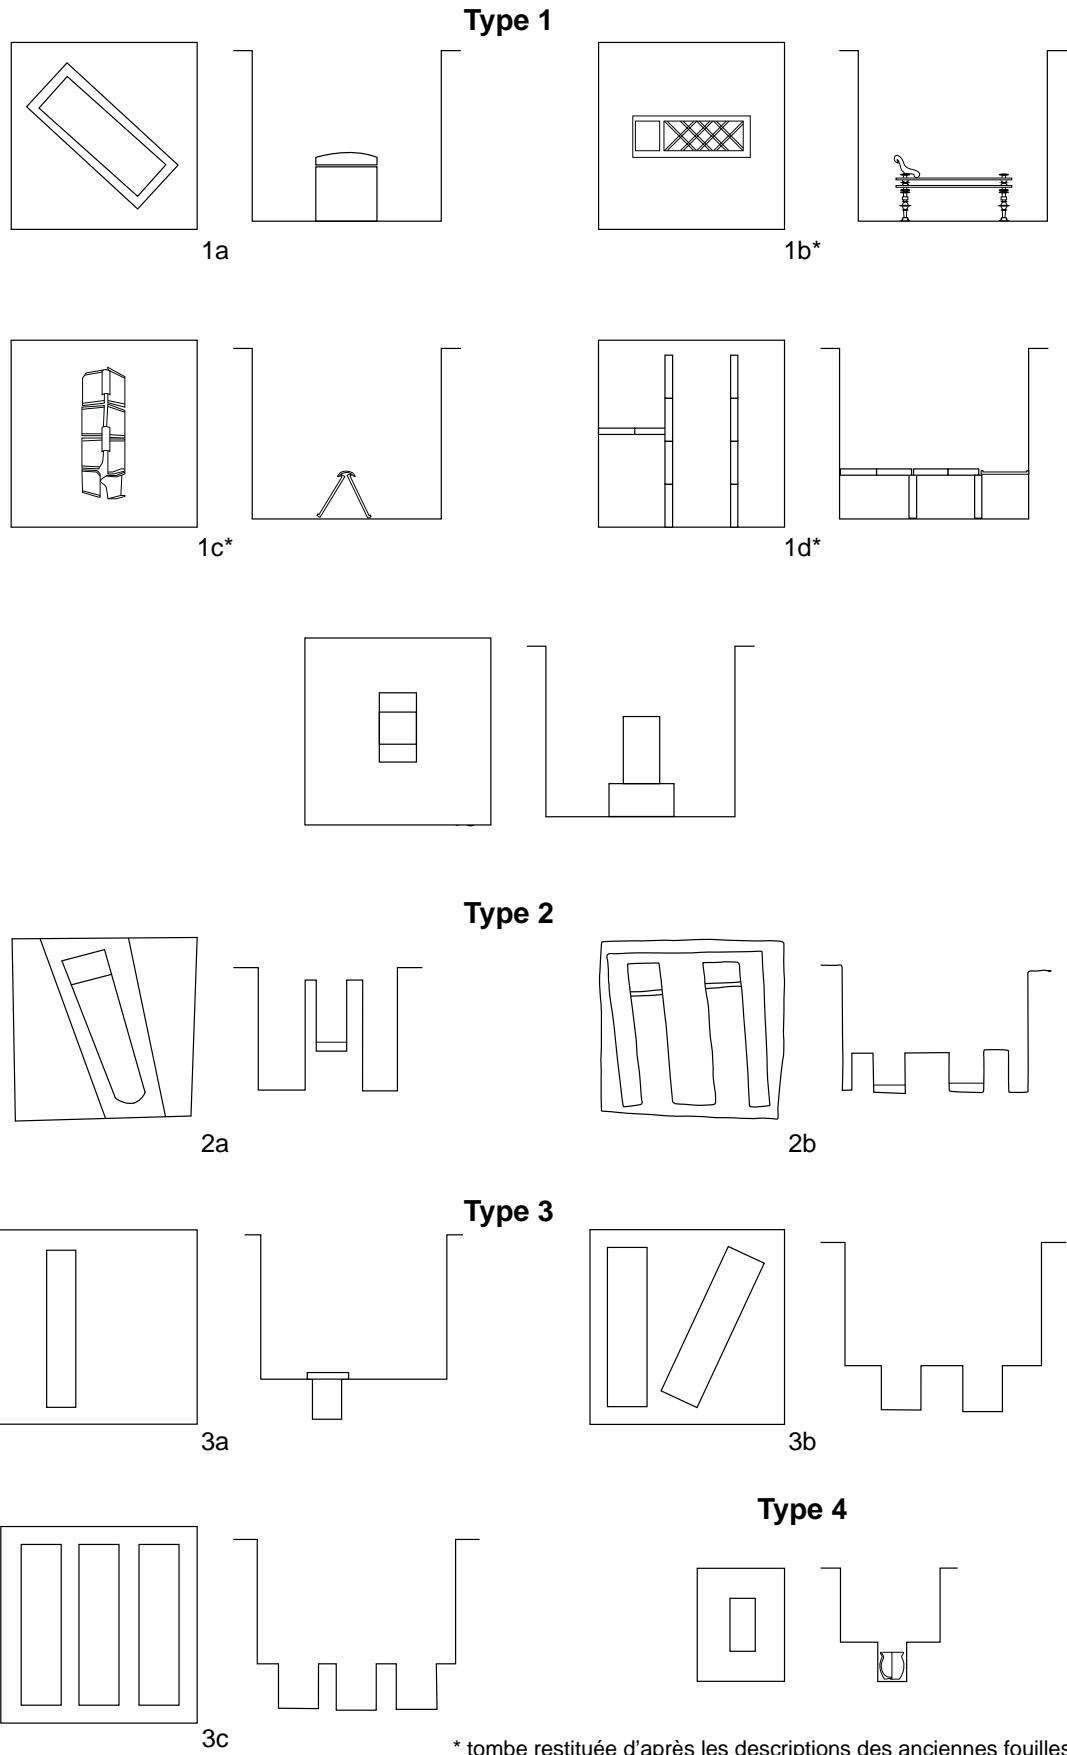 Type 1
1a
1b*
1c*
1d*
Type 2
2a
2b
Type 3
3a
3b
Type 4
3c
* tombe restituée d'après les descriptions des anciennes fouilles